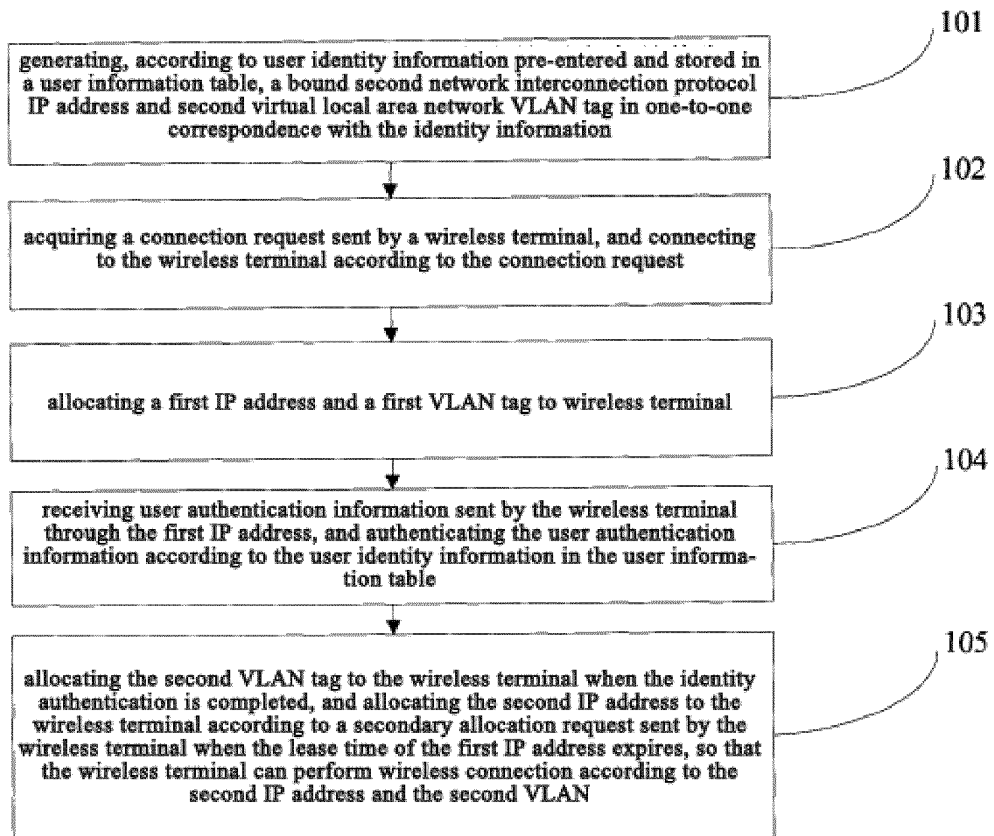 101
generating, according to user identity information pre-entered and stored in
a user information table, a bound second network interconnection protocol
IP address and second virtual local area network VLAN tag in one-to-one
correspondence with the identity information
102
acquiring a connection request sent by a wireless terminal, and connecting
to the wireless terminal according to the connection request
103
allocating a first IP address and a first VLAN tag to wireless terminal
104
receiving user authentication information sent by the wireless terminal
through the first IP address, and authenticating the user authentication
information according to the user identity information in the user informa-
tion table
105
allocating the second VLAN tag to the wireless terminal when the identity
authentication is completed, and allocating the second IP address to the
wireless terminal according to a secondary allocation request sent by the
wireless terminal when the lease time of the first IP address expires, so that
the wireless terminal can perform wireless connection according to the
second IP address and the second VLAN